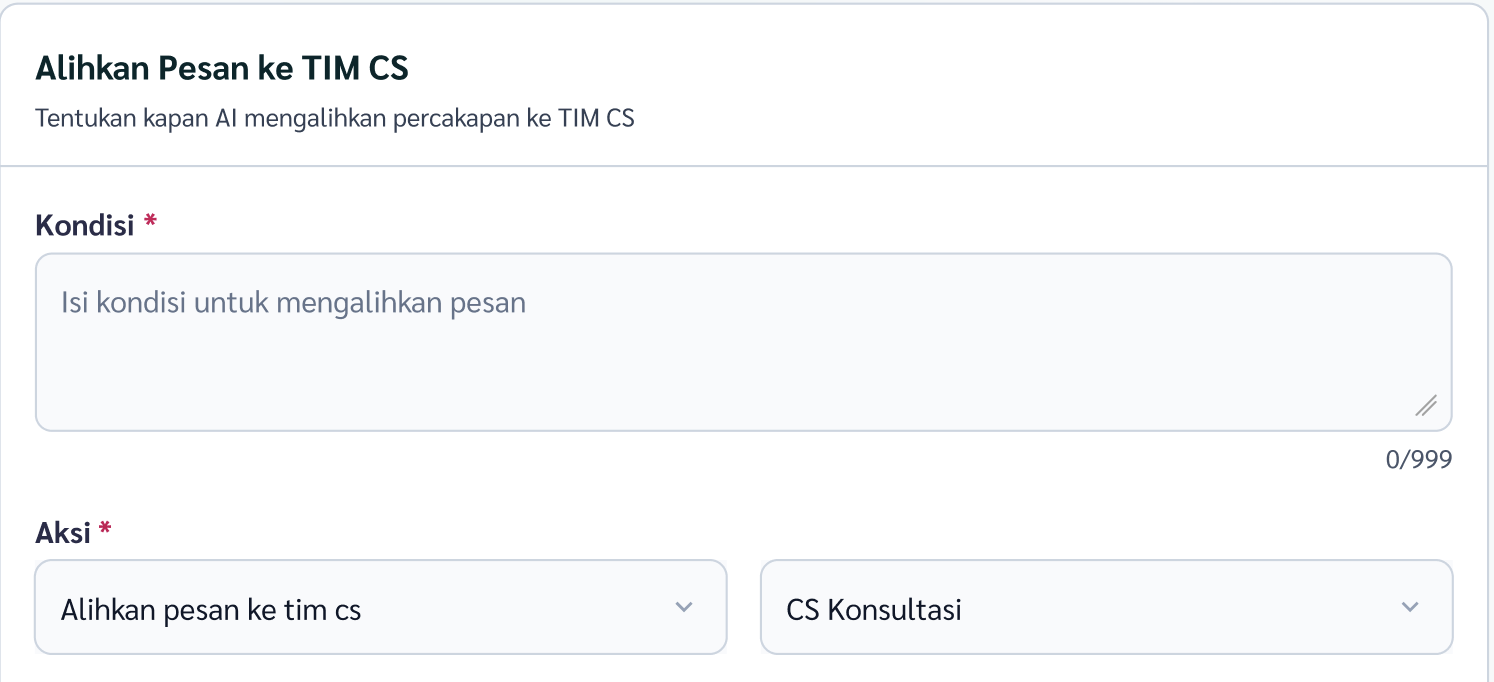 Alihkan Pesan ke TIM CS
Tentukan kapan AI mengalihkan percakapan ke TIM CS
Kondisi *
Isi kondisi untuk mengalihkan pesan
0/999
Aksi *
Alihkan pesan ke tim cs
CS Konsultasi